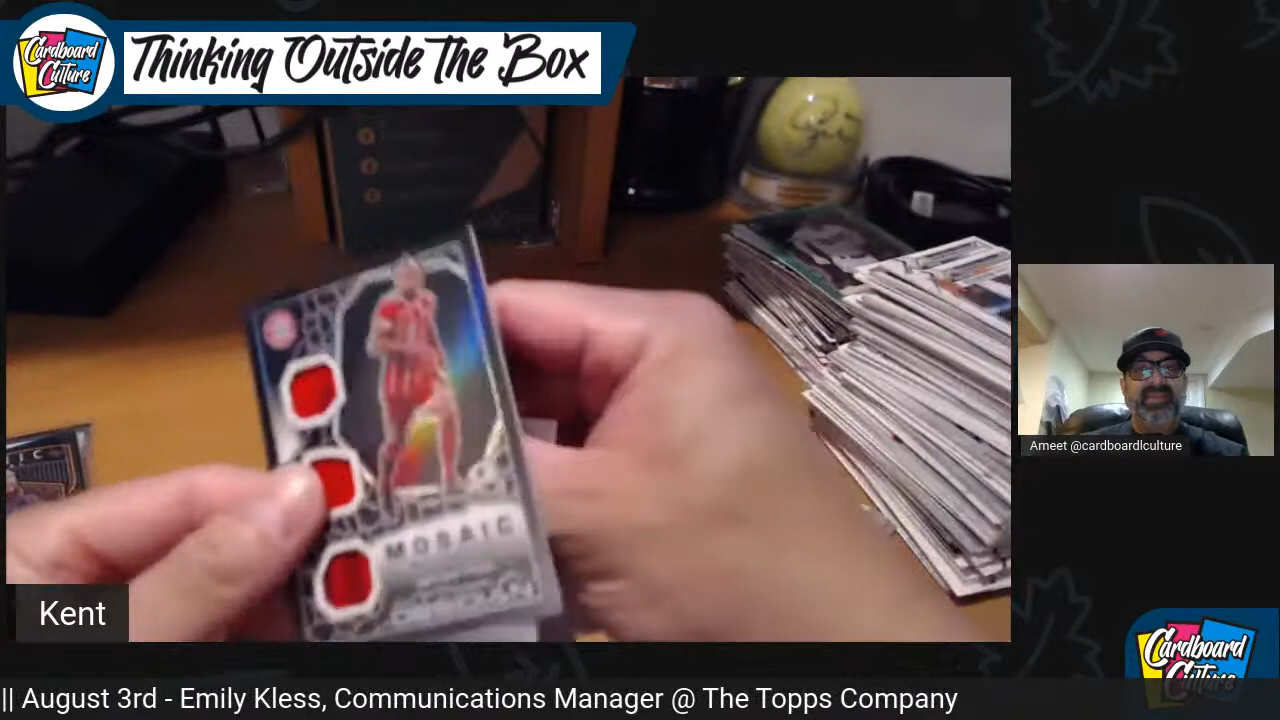 Cardboard
Culture
Thinking Outside The Box
MOSAIC
Ameet @cardboardlculture
Kent
Cardboard
Culture
|| August 3rd - Emily Kless, Communications Manager @ The Topps Company